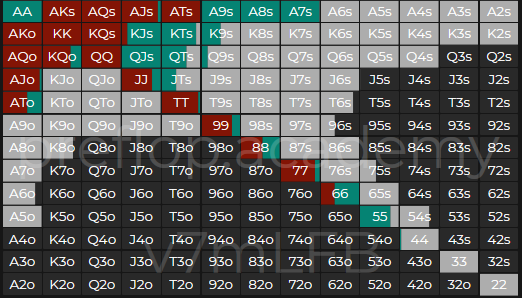 AA AKs AQs AJs ATs A9s A8s A7s A6s A5s A4s A3s A2s
AKo KK KQs KJs KTs K9s K8s K7s K6s K5s K4s K3s K2s
AQo KQo QQ QJs QTs Q9s Q8s Q7s Q6s Q5s Q4s Q3s Q2s
AJo KJo QJo JJ JTs J9s J8s J7s J6s J5s J4s J3s J2s
ATo KTo QTo JTo TT T9s T8s T7s T6s T5s T4s T3s T2s
A9o K9o Q9o J9o T9o 99 98s 97s 96s 95s 94s 93s 92s
A8o K8o Q8o J8o T8o 98o 88 87s 86s 85s 84s 83s 82s
preflop.academy
A7o K7o Q7o J7o T7o 97o 87o 77 76s 75s 74s 73s 72s
A6o K6o Q6o J6o T6o 96o 86o 76o 66 65s 64s 63s 62s
A5o K5o Q5o J5o T5o 95o 85o 75o 65o 55 54s 53s 52s
A4o K4o Q4o J4o T4o 94o 84o 74o 64o 54o 44 43s 42s
v7mLFB
A3o K3o Q3o J3o T3o 93o 83o 73o 63o 53o 43o 33 32s
A2o K2o Q2o J2o T2o 92o 82o 72o 62o 52o 42o 32o 22